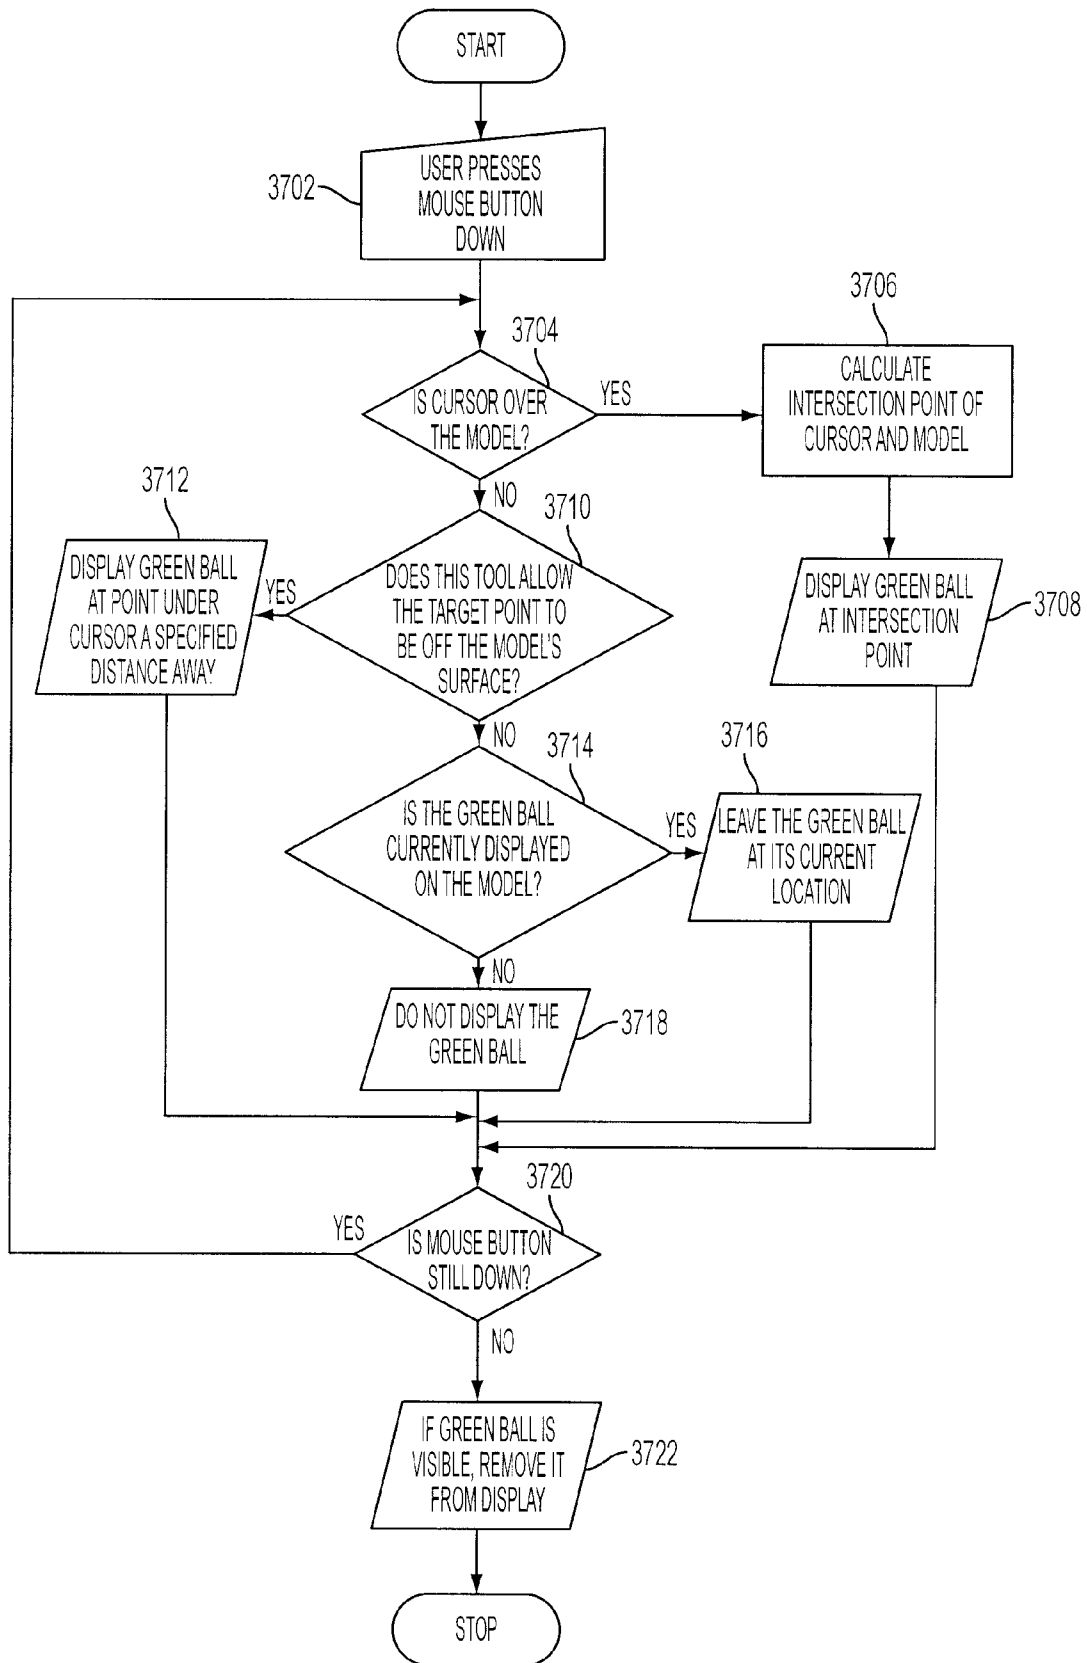 START
3702
USER PRESSES
MOUSE BUTTON
DOWN
3704
IS CURSOR OVER
THE MODEL?
YES
3706
CALCULATE
INTERSECTION POINT OF
CURSOR AND MODEL
DISPLAY GREEN BALL
AT INTERSECTION
POINT
3708
NO
3710
DOES THIS TOOL ALLOW
THE TARGET POINT TO
BE OFF THE MODEL'S
SURFACE?
YES
3712
DISPLAY GREEN BALL
AT POINT UNDER
CURSOR A SPECIFIED
DISTANCE AWAY
NO
3714
IS THE GREEN BALL
CURRENTLY DISPLAYED
ON THE MODEL?
YES
3716
LEAVE THE GREEN BALL
AT ITS CURRENT
LOCATION
NO
DO NOT DISPLAY THE
GREEN BALL
3718
3720
YES
IS MOUSE BUTTON
STILL DOWN?
NO
IF GREEN BALL IS
VISIBLE, REMOVE IT
FROM DISPLAY
3722
STOP